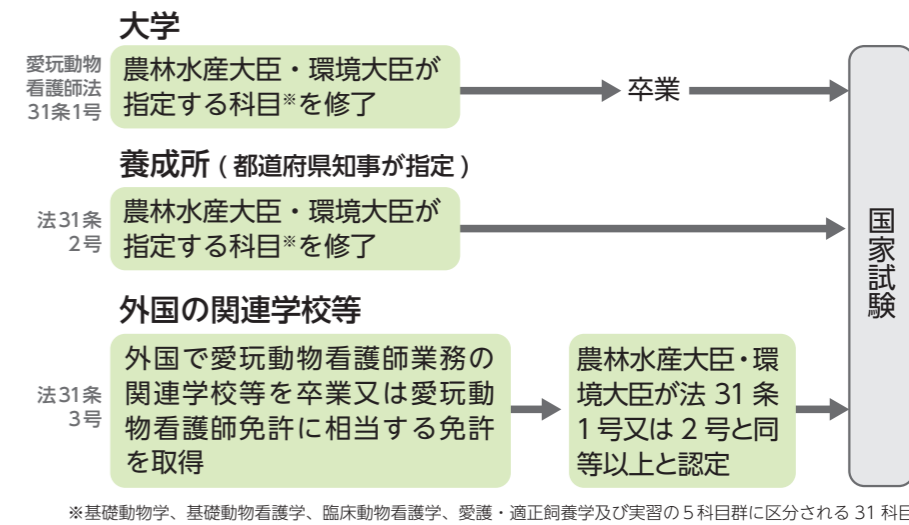 大学
愛玩動物
看護師法
31条1号
農林水産大臣・環境大臣が
指定する科目※を修了
卒業
養成所 ( 都道府県知事が指定 )
法31条
2号
農林水産大臣・環境大臣が
指定する科目※を修了
外国の関連学校等
法31条
3号
外国で愛玩動物看護師業務の
関連学校等を卒業又は愛玩動
物看護師免許に相当する免許
を取得
農林水産大臣・環
境大臣が法 31 条
1 号又は 2 号と同
等以上と認定
国家試験
※基礎動物学、基礎動物看護学、臨床動物看護学、愛護・適正飼養学及び実習の５科目群に区分される 31 科目